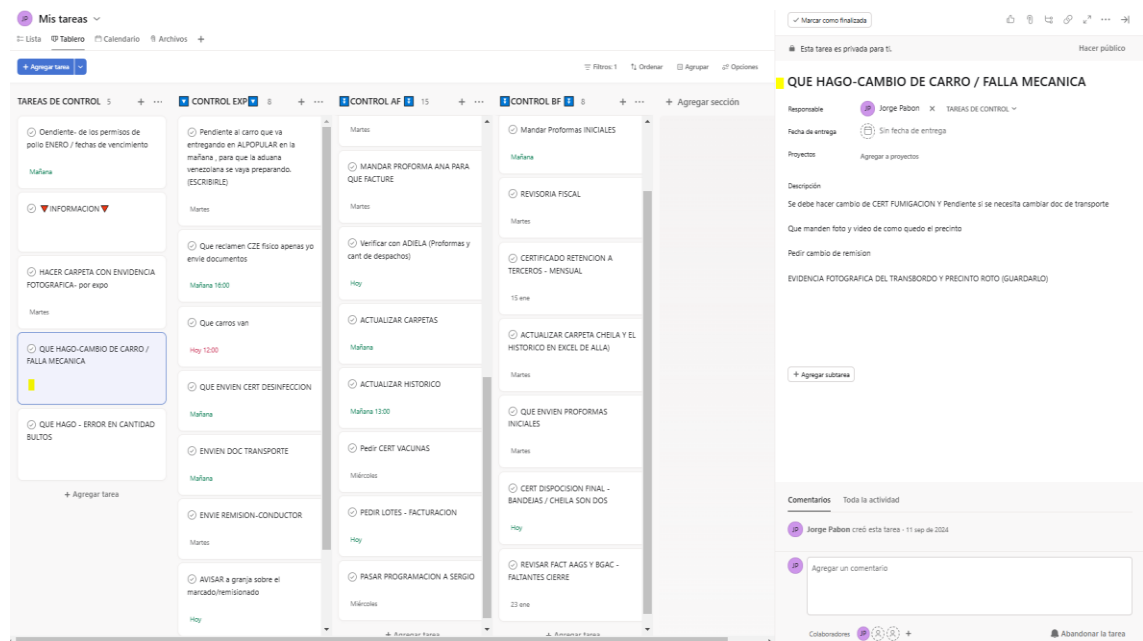 JP Mis tareas
Lista Tablero Calendario Archivos +
+ Agregar tarea
Filtros: 1 Ordenar Agrupar Opciones
TAREAS DE CONTROL 5 + ...
Oendiente- de los permisos de
pollo ENERO / fechas de vencimiento
Mañana
INFORMACION
HACER CARPETA CON ENVIDENCIA
FOTOGRAFICA- por expo
Martes
QUE HAGO-CAMBIO DE CARRO /
FALLA MECANICA
QUE HAGO - ERROR EN CANTIDAD
BULTOS
+ Agregar tarea
CONTROL EXP 8 + ...
Pendiente al carro que va
entregando en ALPOPULAR en la
mañana , para que la aduana
venezolana se vaya preparando.
(ESCRIBIRLE)
Martes
Que reclamen CZE fisico apenas yo
envie documentos
Mañana 16:00
Que carros van
Hoy 12:00
QUE ENVIEN CERT DESINFECCION
Mañana
ENVIEN DOC TRANSPORTE
Mañana
ENVIE REMISION-CONDUCTOR
Martes
AVISAR a granja sobre el
marcado/remisionado
Hoy
CONTROL AF 15 + ...
Martes
MANDAR PROFORMA ANA PARA
QUE FACTURE
Martes
Verificar con ADIELA (Proformas y
cant de despachos)
Hoy
ACTUALIZAR CARPETAS
Mañana
ACTUALIZAR HISTORICO
Mañana 13:00
Pedir CERT VACUNAS
Miércoles
PEDIR LOTES - FACTURACION
Hoy
PASAR PROGRAMACION A SERGIO
Miércoles
+ Agregar tarea
CONTROL BF 8 + ...
Mandar Proformas INICIALES
Mañana
REVISORIA FISCAL
Martes
CERTIFICADO RETENCION A
TERCEROS - MENSUAL
15 ene
ACTUALIZAR CARPETA CHEILA Y EL
HISTORICO EN EXCEL DE ALLA)
Martes
QUE ENVIEN PROFORMAS
INICIALES
Martes
CERT DISPOCISION FINAL -
BANDEJAS / CHEILA SON DOS
Hoy
REVISAR FACT AAGS Y BGAC -
FALTANTES CIERRE
23 ene
+ Agregar tarea
+ Agregar sección
Marcar como finalizada
Esta tarea es privada para ti. Hacer público
QUE HAGO-CAMBIO DE CARRO / FALLA MECANICA
Responsable JP Jorge Pabon × TAREAS DE CONTROL
Fecha de entrega Sin fecha de entrega
Proyectos Agregar a proyectos
Descripción
Se debe hacer cambio de CERT FUMIGACION Y Pendiente si se necesita cambiar doc de transporte
Que manden foto y video de como quedo el precinto
Pedir cambio de remision
EVIDENCIA FOTOGRAFICA DEL TRANSBORDO Y PRECINTO ROTO (GUARDARLO)
+ Agregar subtarea
Comentarios Toda la actividad
JP Jorge Pabon creó esta tarea · 11 sep de 2024
JP Agregar un comentario
Colaboradores JP + Abandonar la tarea